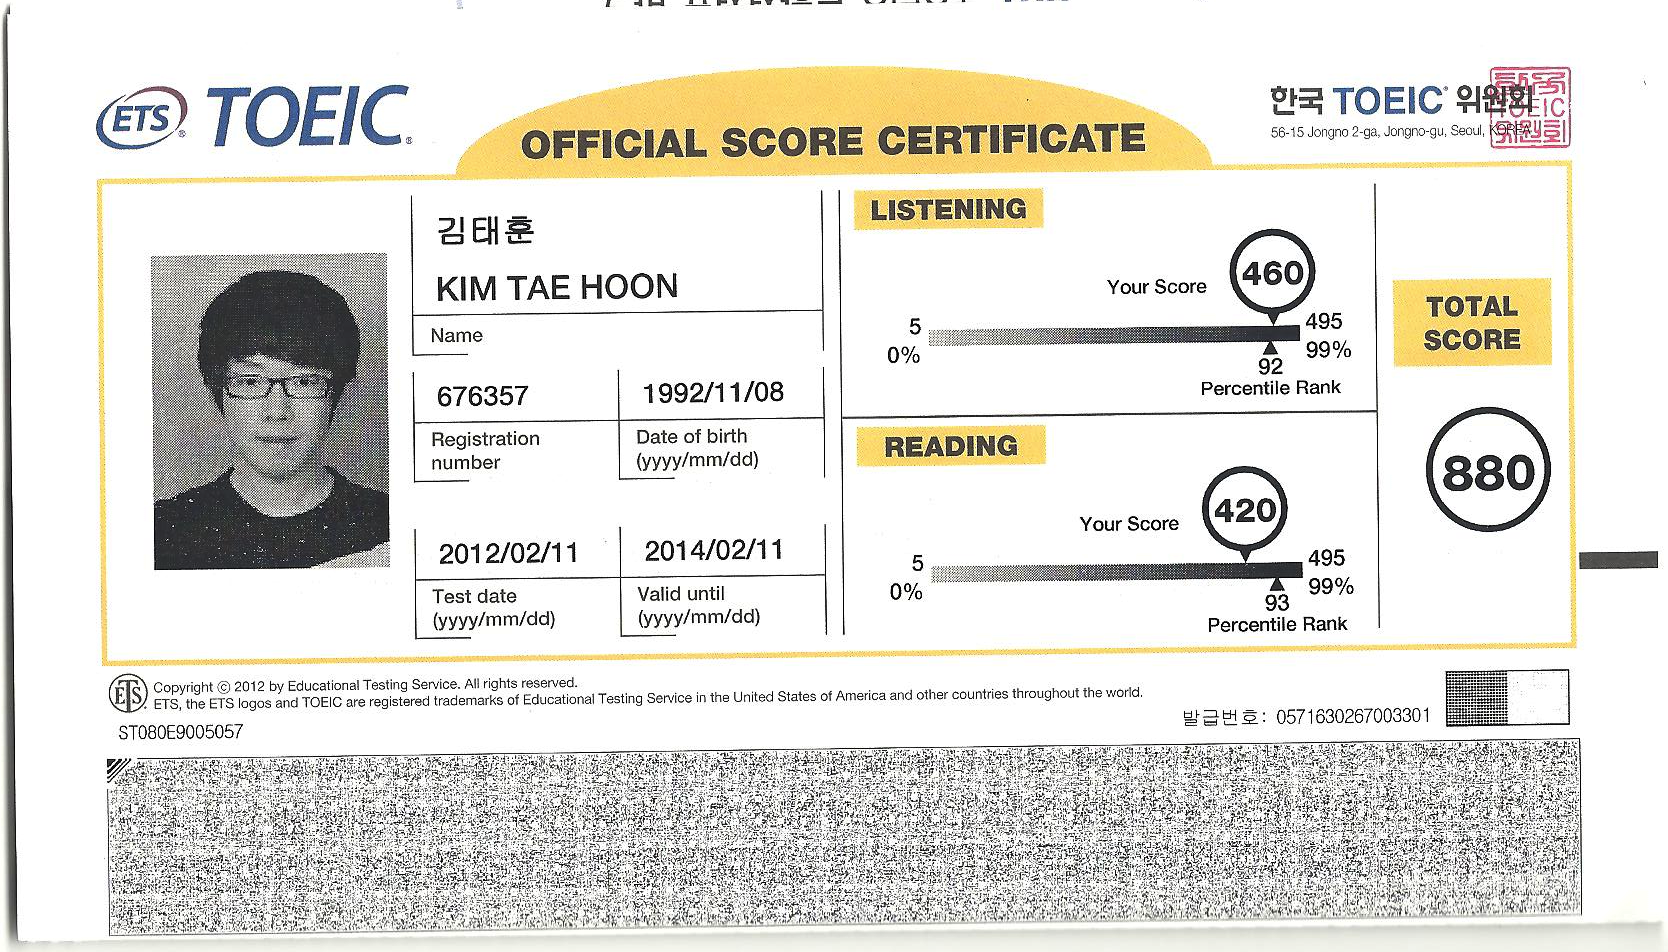 ETS® TOEIC®
OFFICIAL SCORE CERTIFICATE
한국 TOEIC® 위원회
56-15 Jongno 2-ga, Jongno-gu, Seoul, KOREA
김태훈
KIM TAE HOON
Name
676357
Registration
number
1992/11/08
Date of birth
(yyyy/mm/dd)
2012/02/11
Test date
(yyyy/mm/dd)
2014/02/11
Valid until
(yyyy/mm/dd)
LISTENING
Your Score 460
5 495
0% 99%
92
Percentile Rank
READING
Your Score 420
5 495
0% 99%
93
Percentile Rank
TOTAL
SCORE
880
ETS® Copyright © 2012 by Educational Testing Service. All rights reserved.
ETS, the ETS logos and TOEIC are registered trademarks of Educational Testing Service in the United States of America and other countries throughout the world.
ST080E9005057
발급번호: 0571630267003301